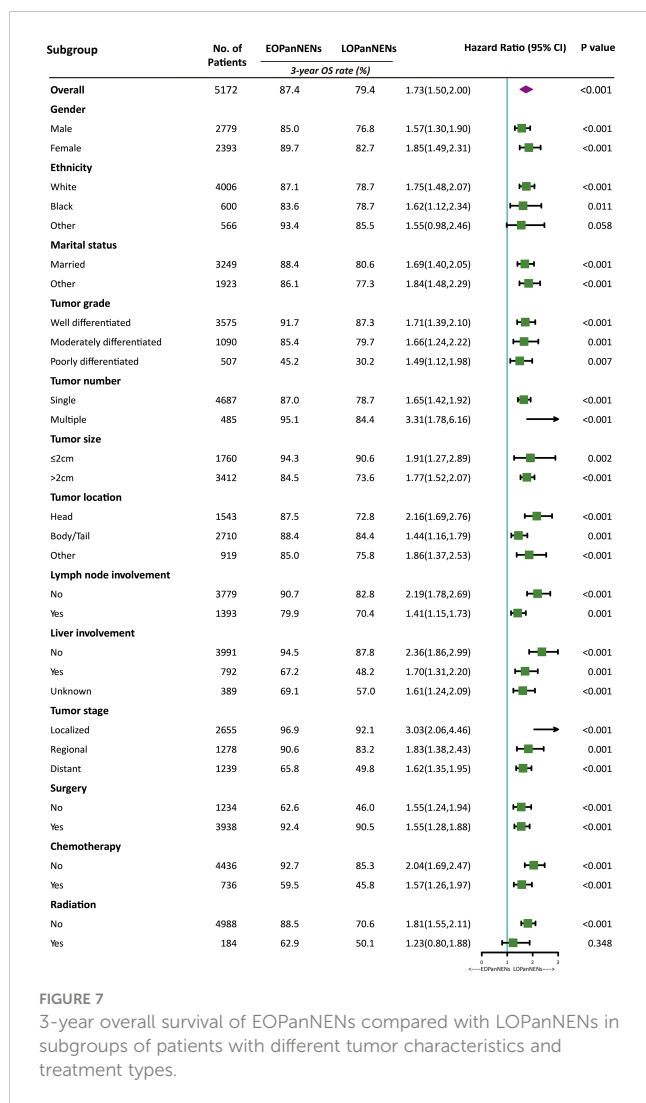 Subgroup No. of Patients EOPanNENs LOPanNENs Hazard Ratio (95% CI) P value
3-year OS rate (%)
Overall 5172 87.4 79.4 1.73(1.50,2.00) <0.001
Gender
Male 2779 85.0 76.8 1.57(1.30,1.90) <0.001
Female 2393 89.7 82.7 1.85(1.49,2.31) <0.001
Ethnicity
White 4006 87.1 78.7 1.75(1.48,2.07) <0.001
Black 600 83.6 78.7 1.62(1.12,2.34) 0.011
Other 566 93.4 85.5 1.55(0.98,2.46) 0.058
Marital status
Married 3249 88.4 80.6 1.69(1.40,2.05) <0.001
Other 1923 86.1 77.3 1.84(1.48,2.29) <0.001
Tumor grade
Well differentiated 3575 91.7 87.3 1.71(1.39,2.10) <0.001
Moderately differentiated 1090 85.4 79.7 1.66(1.24,2.22) 0.001
Poorly differentiated 507 45.2 30.2 1.49(1.12,1.98) 0.007
Tumor number
Single 4687 87.0 78.7 1.65(1.42,1.92) <0.001
Multiple 485 95.1 84.4 3.31(1.78,6.16) <0.001
Tumor size
≤2cm 1760 94.3 90.6 1.91(1.27,2.89) 0.002
>2cm 3412 84.5 73.6 1.77(1.52,2.07) <0.001
Tumor location
Head 1543 87.5 72.8 2.16(1.69,2.76) <0.001
Body/Tail 2710 88.4 84.4 1.44(1.16,1.79) 0.001
Other 919 85.0 75.8 1.86(1.37,2.53) <0.001
Lymph node involvement
No 3779 90.7 82.8 2.19(1.78,2.69) <0.001
Yes 1393 79.9 70.4 1.41(1.15,1.73) 0.001
Liver involvement
No 3991 94.5 87.8 2.36(1.86,2.99) <0.001
Yes 792 67.2 48.2 1.70(1.31,2.20) 0.001
Unknown 389 69.1 57.0 1.61(1.24,2.09) <0.001
Tumor stage
Localized 2655 96.9 92.1 3.03(2.06,4.46) <0.001
Regional 1278 90.6 83.2 1.83(1.38,2.43) 0.001
Distant 1239 65.8 49.8 1.62(1.35,1.95) <0.001
Surgery
No 1234 62.6 46.0 1.55(1.24,1.94) <0.001
Yes 3938 92.4 90.5 1.55(1.28,1.88) <0.001
Chemotherapy
No 4436 92.7 85.3 2.04(1.69,2.47) <0.001
Yes 736 59.5 45.8 1.57(1.26,1.97) <0.001
Radiation
No 4988 88.5 70.6 1.81(1.55,2.11) <0.001
Yes 184 62.9 50.1 1.23(0.80,1.88) 0.348
0 1 2 3
<---EOPanNENs LOPanNENs--->
FIGURE 7
3-year overall survival of EOPanNENs compared with LOPanNENs in
subgroups of patients with different tumor characteristics and
treatment types.